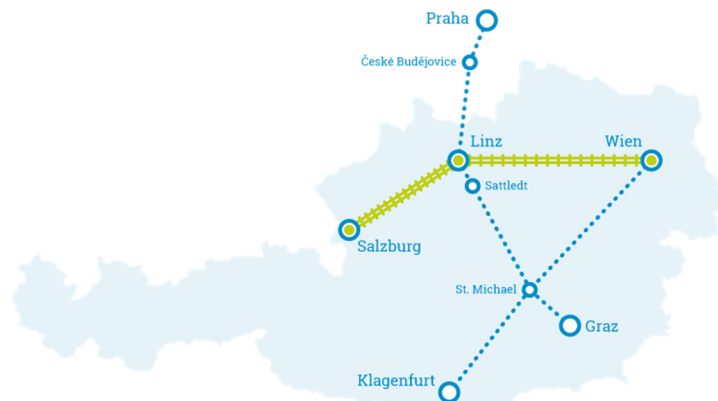 Praha
České Budějovice
Linz
Wien
Sattledt
Salzburg
St. Michael
Graz
Klagenfurt